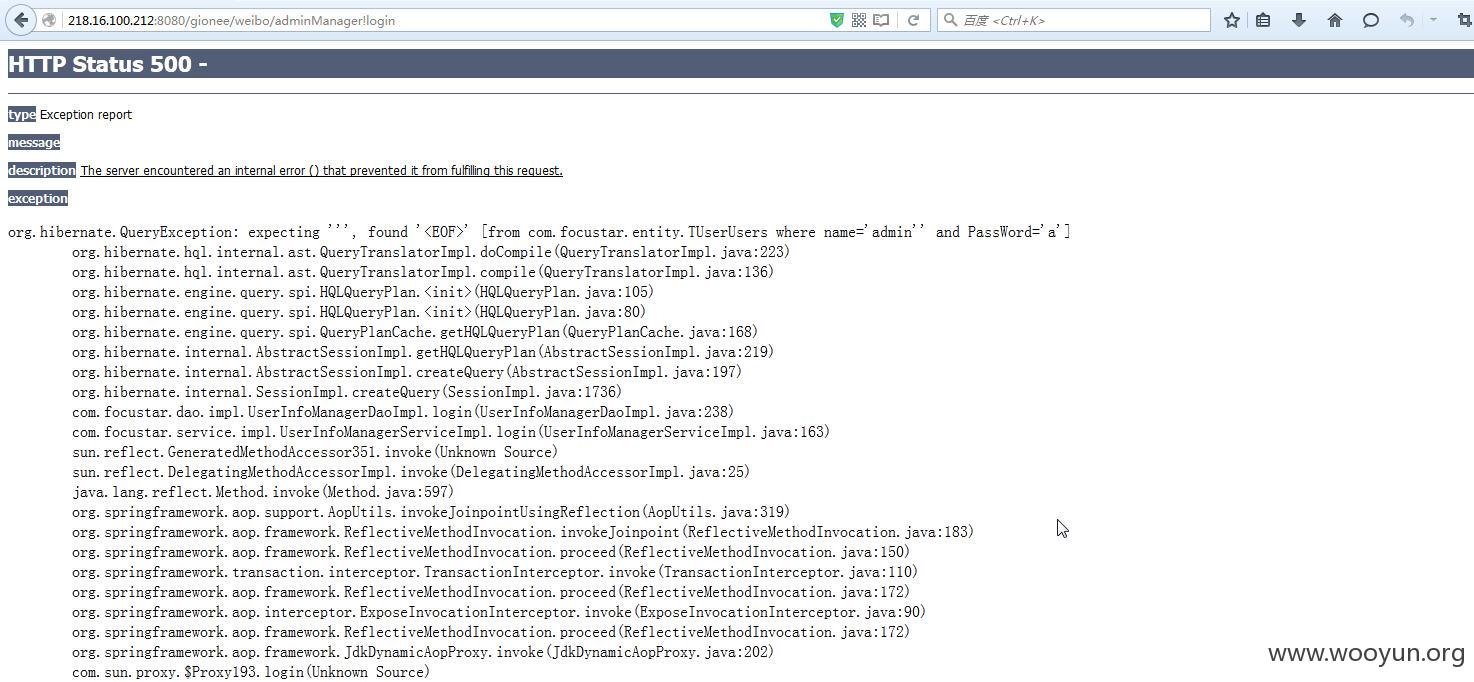 218.16.100.212:8080/gionee/weibo/adminManager!login
百度 <Ctrl+K>
HTTP Status 500 -
type Exception report
message
description The server encountered an internal error () that prevented it from fulfilling this request.
exception
org.hibernate.QueryException: expecting ''', found '<EOF>' [from com.focustar.entity.TUserUsers where name='admin'' and PassWord='a']
org.hibernate.hql.internal.ast.QueryTranslatorImpl.doCompile(QueryTranslatorImpl.java:223)
org.hibernate.hql.internal.ast.QueryTranslatorImpl.compile(QueryTranslatorImpl.java:136)
org.hibernate.engine.query.spi.HQLQueryPlan.<init>(HQLQueryPlan.java:105)
org.hibernate.engine.query.spi.HQLQueryPlan.<init>(HQLQueryPlan.java:80)
org.hibernate.engine.query.spi.QueryPlanCache.getHQLQueryPlan(QueryPlanCache.java:168)
org.hibernate.internal.AbstractSessionImpl.getHQLQueryPlan(AbstractSessionImpl.java:219)
org.hibernate.internal.AbstractSessionImpl.createQuery(AbstractSessionImpl.java:197)
org.hibernate.internal.SessionImpl.createQuery(SessionImpl.java:1736)
com.focustar.dao.impl.UserInfoManagerDaoImpl.login(UserInfoManagerDaoImpl.java:238)
com.focustar.service.impl.UserInfoManagerServiceImpl.login(UserInfoManagerServiceImpl.java:163)
sun.reflect.GeneratedMethodAccessor351.invoke(Unknown Source)
sun.reflect.DelegatingMethodAccessorImpl.invoke(DelegatingMethodAccessorImpl.java:25)
java.lang.reflect.Method.invoke(Method.java:597)
org.springframework.aop.support.AopUtils.invokeJoinpointUsingReflection(AopUtils.java:319)
org.springframework.aop.framework.ReflectiveMethodInvocation.invokeJoinpoint(ReflectiveMethodInvocation.java:183)
org.springframework.aop.framework.ReflectiveMethodInvocation.proceed(ReflectiveMethodInvocation.java:150)
org.springframework.transaction.interceptor.TransactionInterceptor.invoke(TransactionInterceptor.java:110)
org.springframework.aop.framework.ReflectiveMethodInvocation.proceed(ReflectiveMethodInvocation.java:172)
org.springframework.aop.interceptor.ExposeInvocationInterceptor.invoke(ExposeInvocationInterceptor.java:90)
org.springframework.aop.framework.ReflectiveMethodInvocation.proceed(ReflectiveMethodInvocation.java:172)
org.springframework.aop.framework.JdkDynamicAopProxy.invoke(JdkDynamicAopProxy.java:202)
com.sun.proxy.$Proxy193.login(Unknown Source)
www.wooyun.org